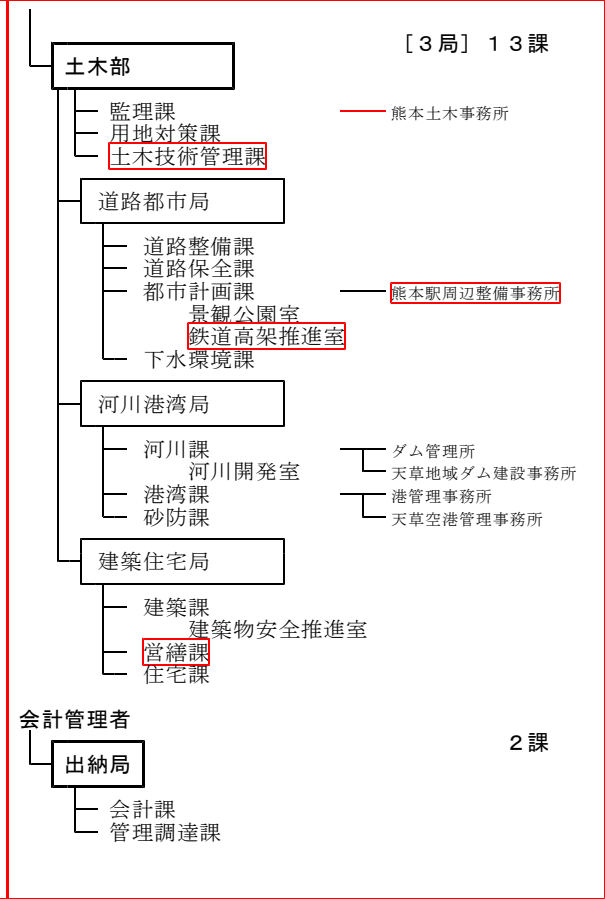 ［３局］１３課
土木部
監理課 熊本土木事務所
用地対策課
土木技術管理課
道路都市局
道路整備課
道路保全課
都市計画課 熊本駅周辺整備事務所
景観公園室
鉄道高架推進室
下水環境課
河川港湾局
河川課 ダム管理所
河川開発室 天草地域ダム建設事務所
港湾課 港管理事務所
砂防課 天草空港管理事務所
建築住宅局
建築課
建築物安全推進室
営繕課
住宅課
会計管理者
２課
出納局
会計課
管理調達課